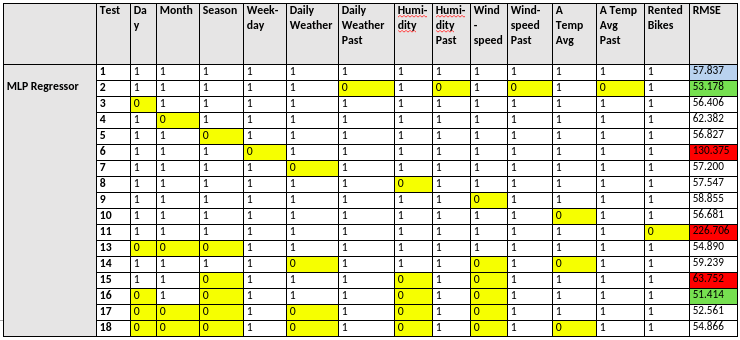 Test Day Month Season Week-day Daily Weather Daily Weather Past Humi-dity Humi-dity Past Wind-speed Wind-speed Past A Temp Avg A Temp Avg Past Rented Bikes RMSE
MLP Regressor
1 1 1 1 1 1 1 1 1 1 1 1 1 1 57.837
2 1 1 1 1 1 0 1 0 1 0 1 0 1 53.178
3 0 1 1 1 1 1 1 1 1 1 1 1 1 56.406
4 1 0 1 1 1 1 1 1 1 1 1 1 1 62.382
5 1 1 0 1 1 1 1 1 1 1 1 1 1 56.827
6 1 1 1 0 1 1 1 1 1 1 1 1 1 130.375
7 1 1 1 1 0 1 1 1 1 1 1 1 1 57.200
8 1 1 1 1 1 1 0 1 1 1 1 1 1 57.547
9 1 1 1 1 1 1 1 1 0 1 1 1 1 58.855
10 1 1 1 1 1 1 1 1 1 1 0 1 1 56.681
11 1 1 1 1 1 1 1 1 1 1 1 1 0 226.706
13 0 0 0 1 1 1 1 1 1 1 1 1 1 54.890
14 1 1 1 1 0 1 1 1 0 1 0 1 1 59.239
15 1 1 0 1 1 1 0 1 0 1 1 1 1 63.752
16 0 1 0 1 1 1 0 1 0 1 1 1 1 51.414
17 0 0 0 1 0 1 0 1 0 1 1 1 1 52.561
18 0 0 0 1 0 1 0 1 0 1 0 1 1 54.866